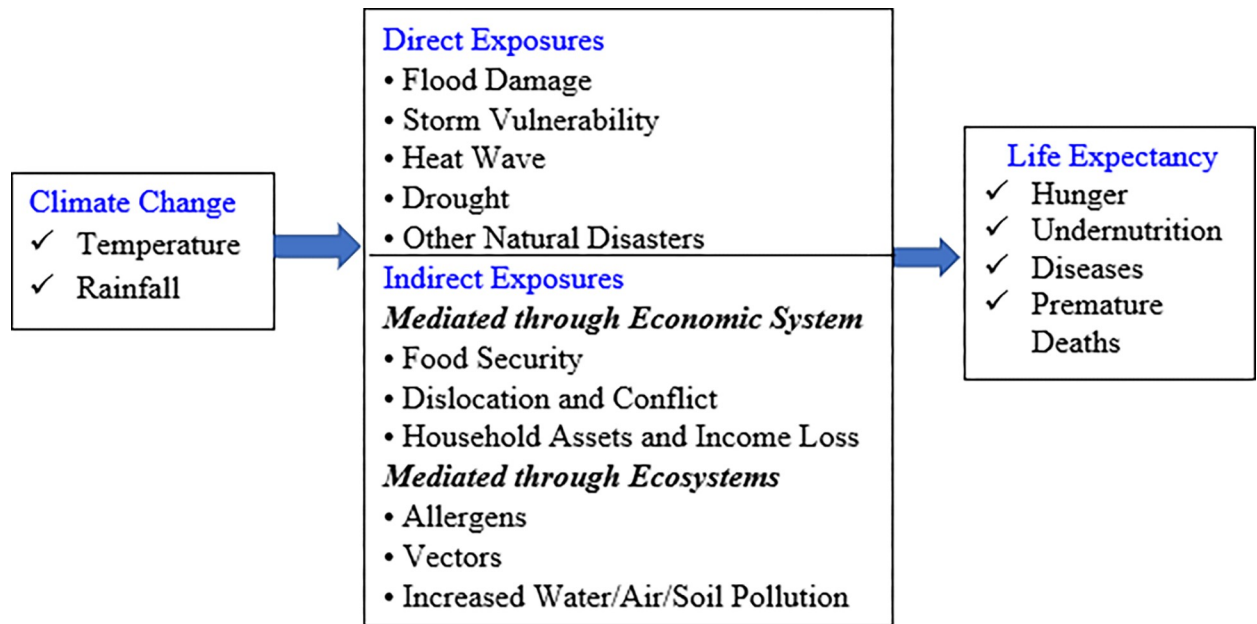 Climate Change
✓ Temperature
✓ Rainfall
Direct Exposures
• Flood Damage
• Storm Vulnerability
• Heat Wave
• Drought
• Other Natural Disasters
Indirect Exposures
Mediated through Economic System
• Food Security
• Dislocation and Conflict
• Household Assets and Income Loss
Mediated through Ecosystems
• Allergens
• Vectors
• Increased Water/Air/Soil Pollution
Life Expectancy
✓ Hunger
✓ Undernutrition
✓ Diseases
✓ Premature
Deaths